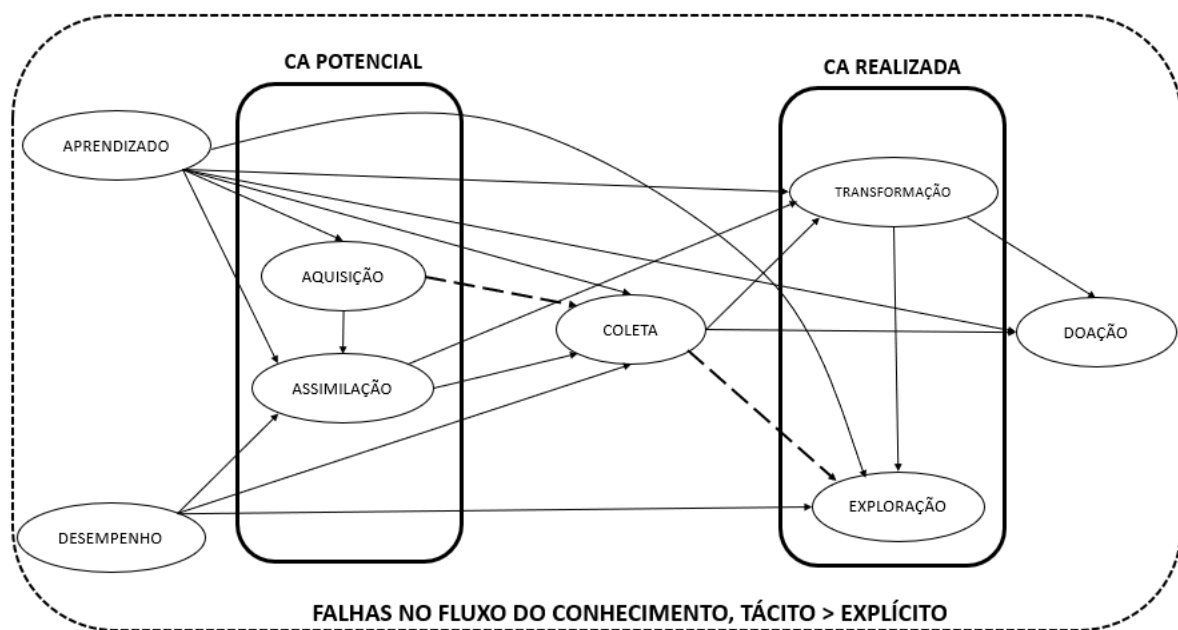 CA POTENCIAL
CA REALIZADA
APRENDIZADO
TRANSFORMAÇÃO
AQUISIÇÃO
COLETA
DOAÇÃO
ASSIMILAÇÃO
EXPLORAÇÃO
DESEMPENHO
FALHAS NO FLUXO DO CONHECIMENTO, TÁCITO > EXPLÍCITO